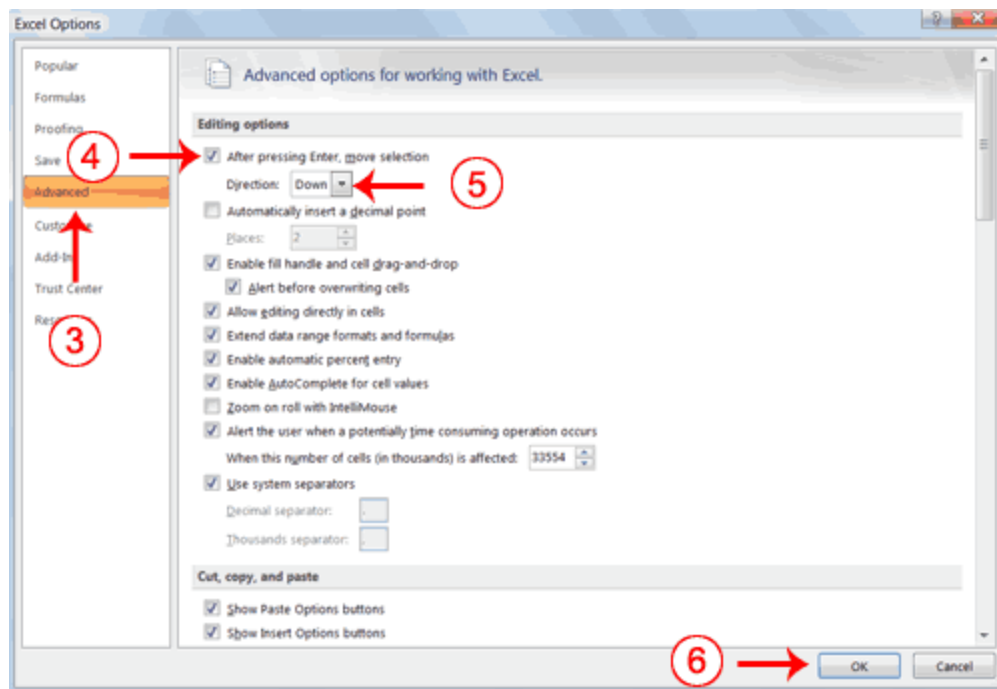 Excel Options
Popular
Formulas
Proofing
Save
Advanced
Customize
Add-Ins
Trust Center
Advanced options for working with Excel.
Editing options
After pressing Enter, move selection
Direction: Down
Automatically insert a decimal point
Places: 2
Enable fill handle and cell drag-and-drop
Alert before overwriting cells
Allow editing directly in cells
Extend data range formats and formulas
Enable automatic percent entry
Enable AutoComplete for cell values
Zoom on roll with IntelliMouse
Alert the user when a potentially time consuming operation occurs
When this number of cells (in thousands) is affected: 33554
Use system separators
Decimal separator:
Thousands separator:
Cut, copy, and paste
Show Paste Options buttons
Show Insert Options buttons
OK
Cancel
3
4
5
6